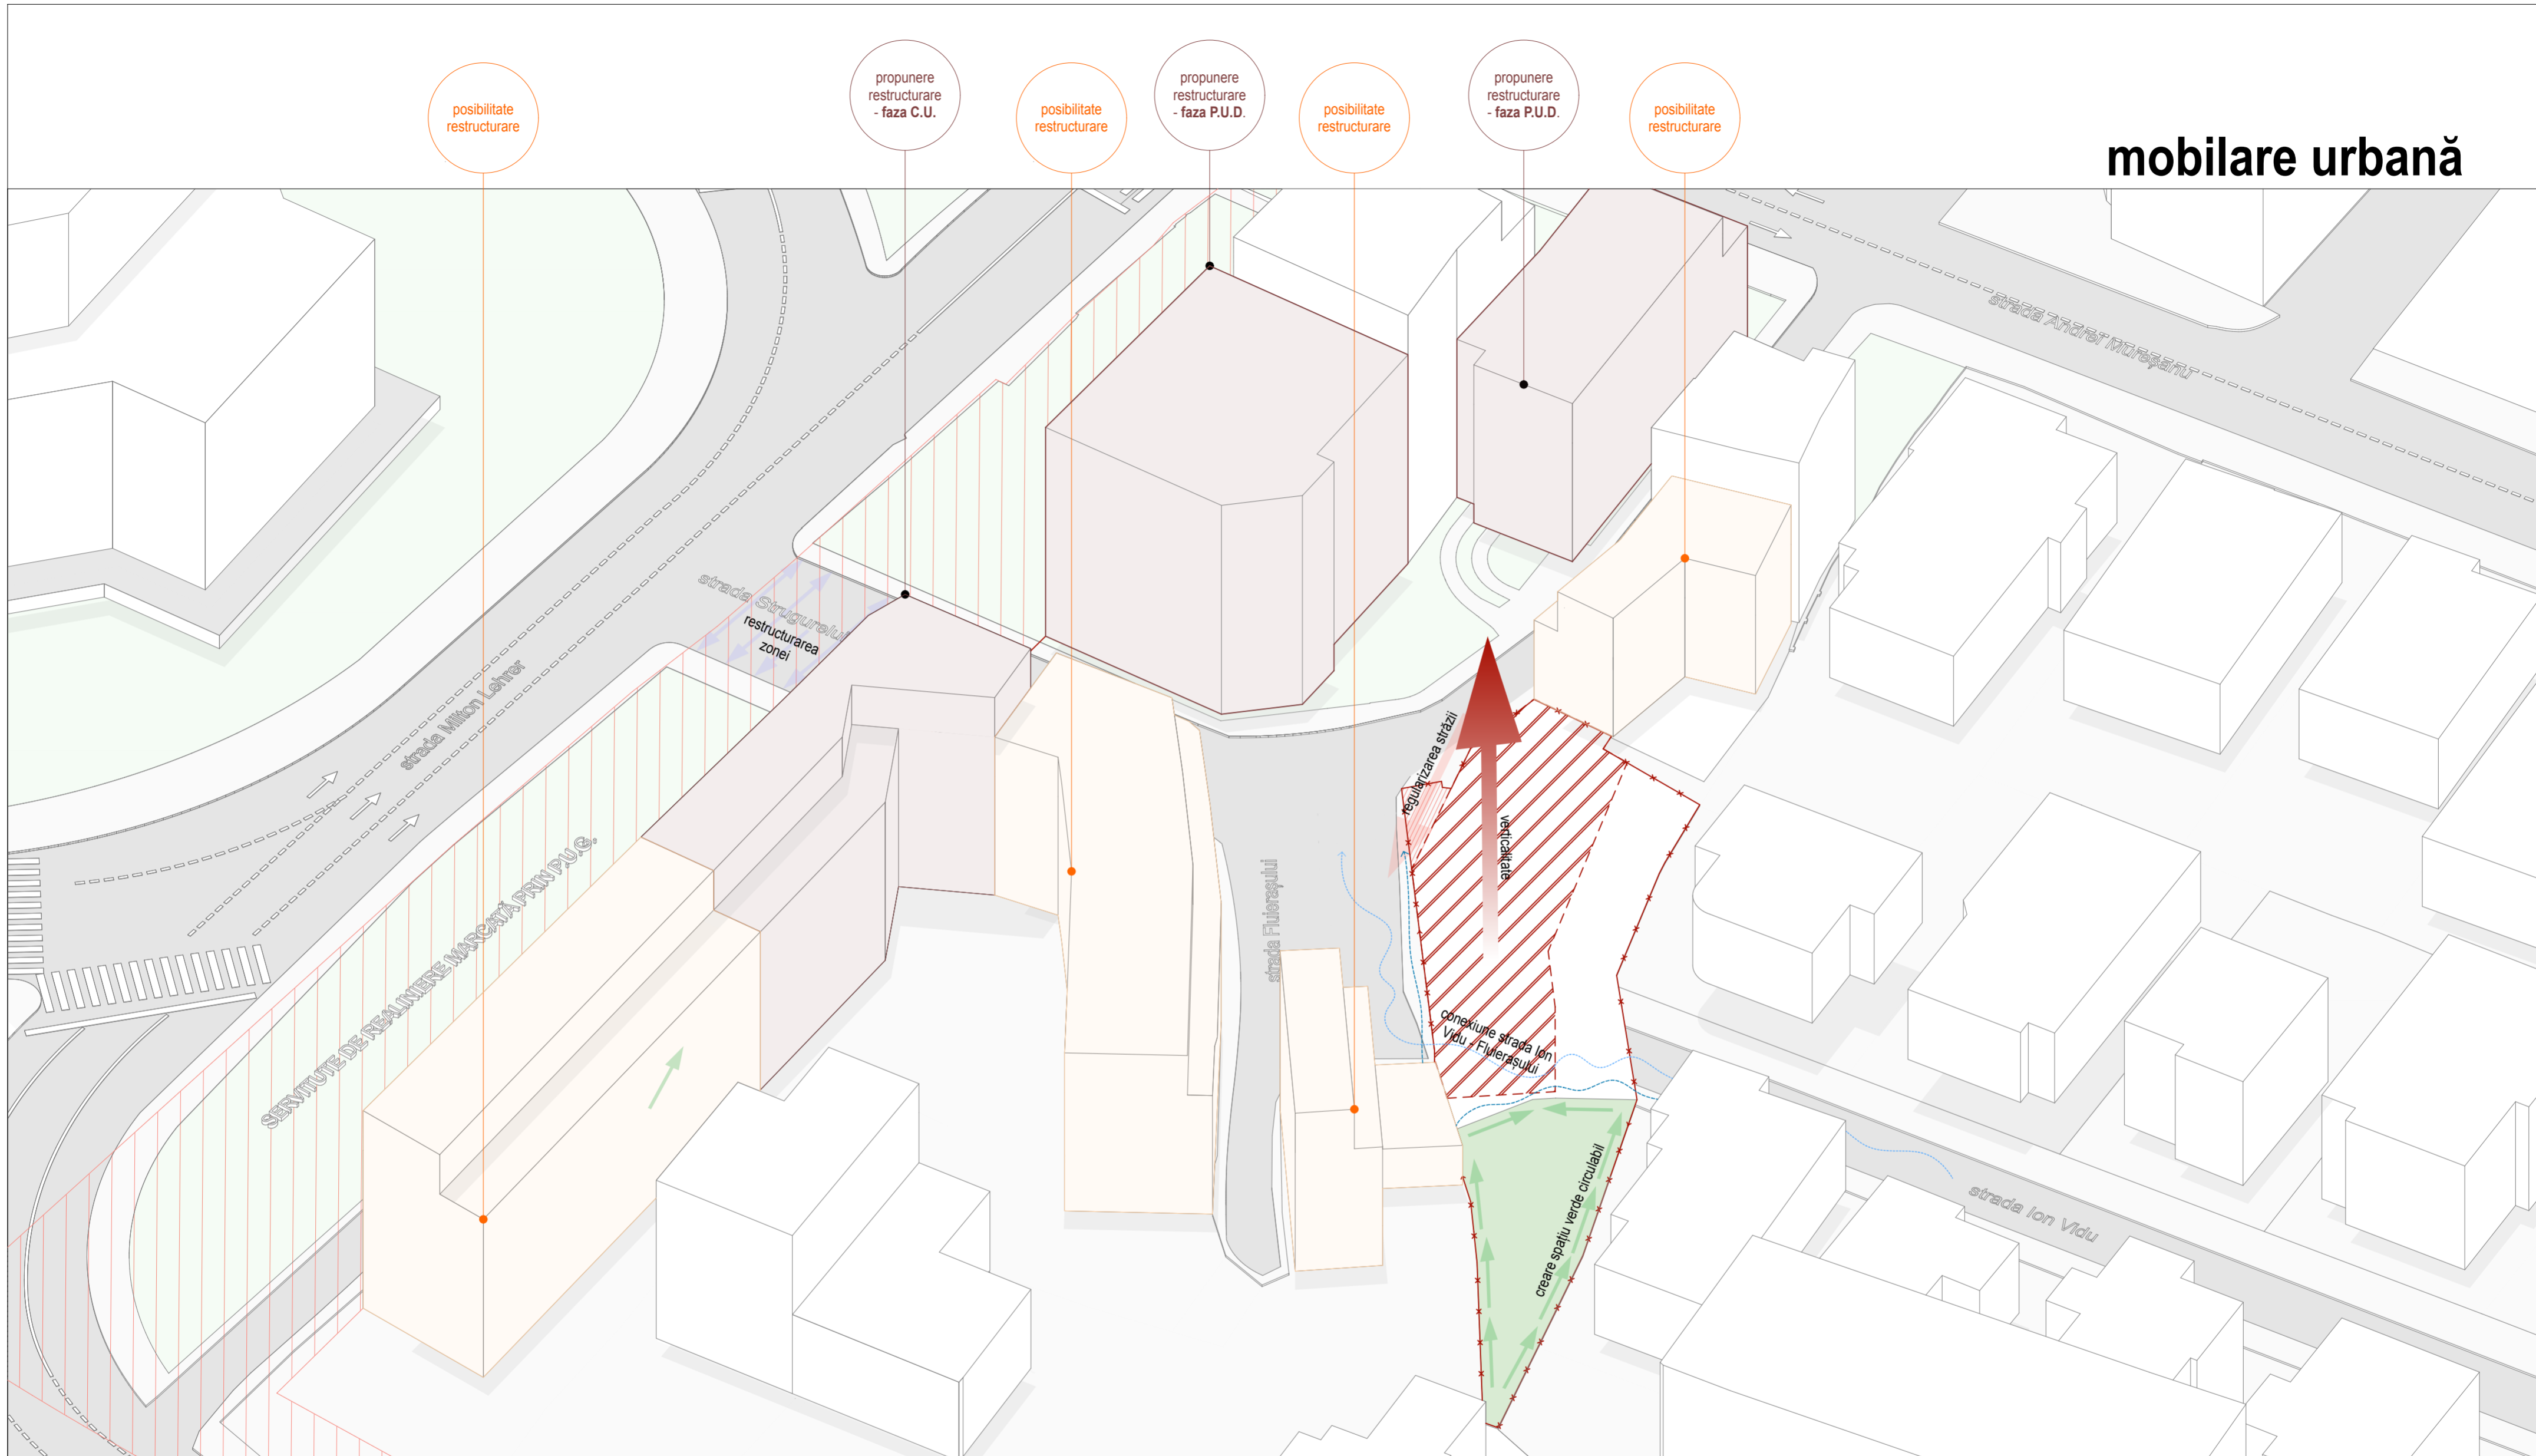 posibilitate
restructurare
propunere
restructurare
- faza C.U.
posibilitate
restructurare
propunere
restructurare
- faza P.U.D.
posibilitate
restructurare
propunere
restructurare
- faza P.U.D.
posibilitate
restructurare
mobilare urbană
strada Andrei Mureșanu
strada Strugurelui
restructurarea
zonei
strada Milton Lehrer
regularizarea străzii
verticalitate
SERVITUTE DE REALINIERE MARCATĂ PRIN P.U.G.
strada Fluierașului
conexiune strada Ion
Vidu - Fluierașului
creare spațiu verde circulabil
strada Ion Vidu